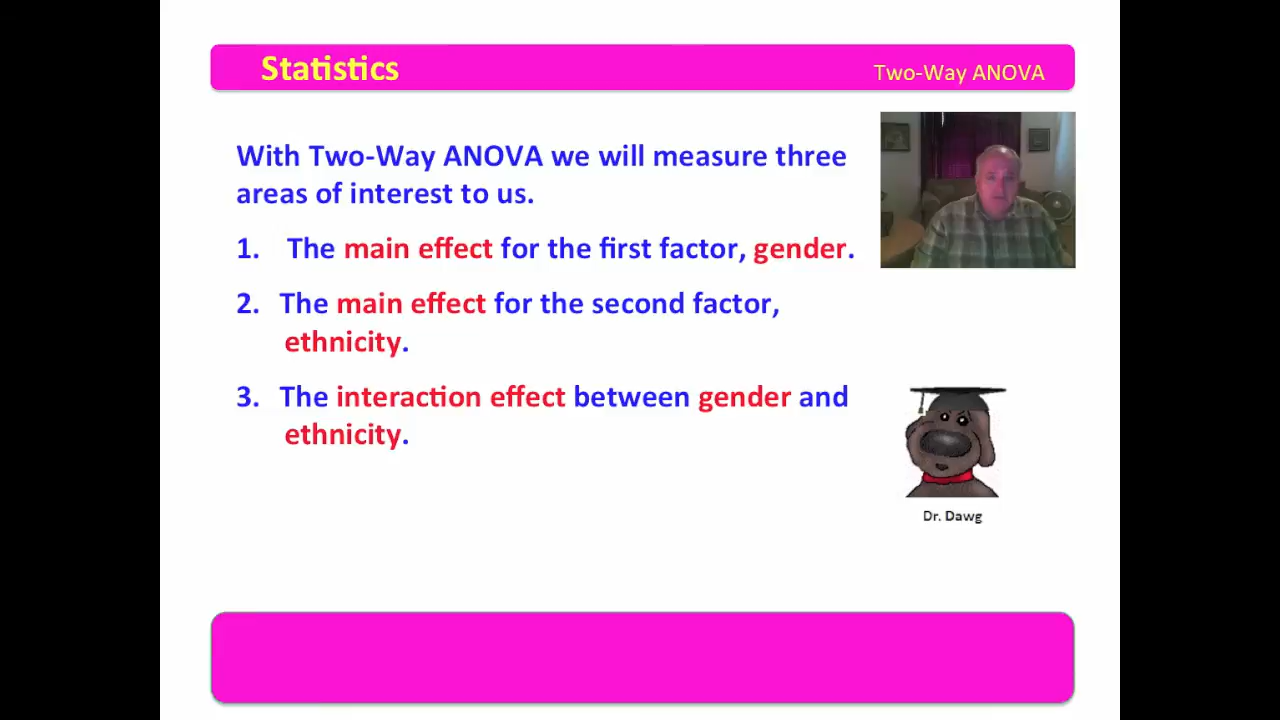 Statistics
Two-Way ANOVA
With Two-Way ANOVA we will measure three
areas of interest to us.
1. The main effect for the first factor, gender.
2. The main effect for the second factor,
ethnicity.
3. The interaction effect between gender and
ethnicity.
Dr. Dawg